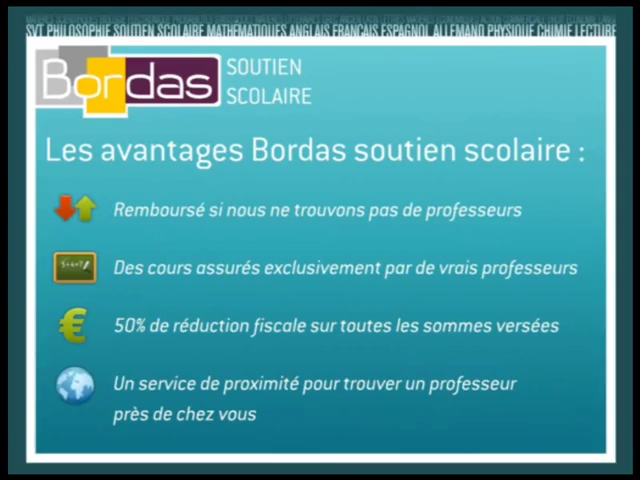 SVT PHILOSOPHIE SOUTIEN SCOLAIRE MATHÉMATIQUES ANGLAIS FRANÇAIS ESPAGNOL ALLEMAND PHYSIQUE CHIMIE LECTURE
Bordas
SOUTIEN
SCOLAIRE
Les avantages Bordas soutien scolaire :
Remboursé si nous ne trouvons pas de professeurs
5+4=?
Des cours assurés exclusivement par de vrais professeurs
€
50% de réduction fiscale sur toutes les sommes versées
Un service de proximité pour trouver un professeur
près de chez vous